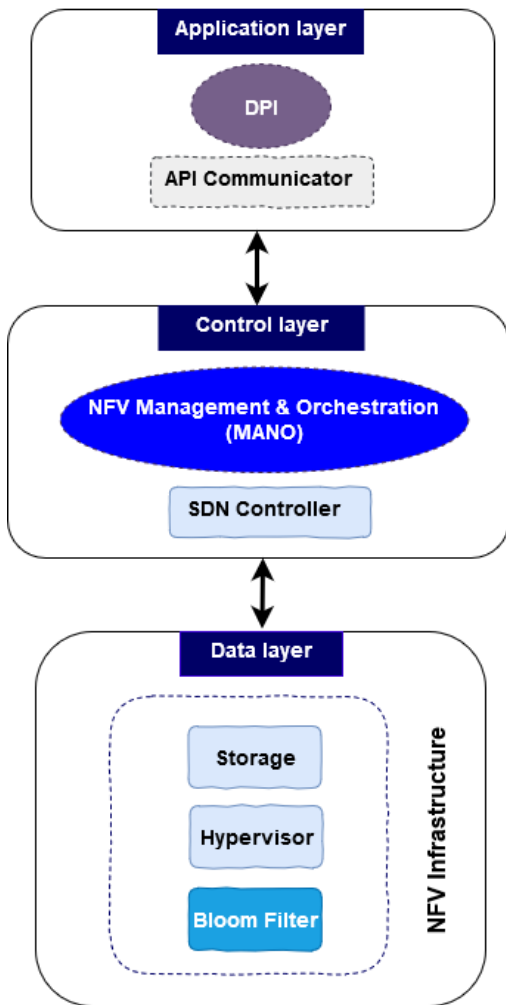 Application layer
DPI
API Communicator
Control layer
NFV Management & Orchestration
(MANO)
SDN Controller
Data layer
Storage
Hypervisor
Bloom Filter
NFV Infrastructure